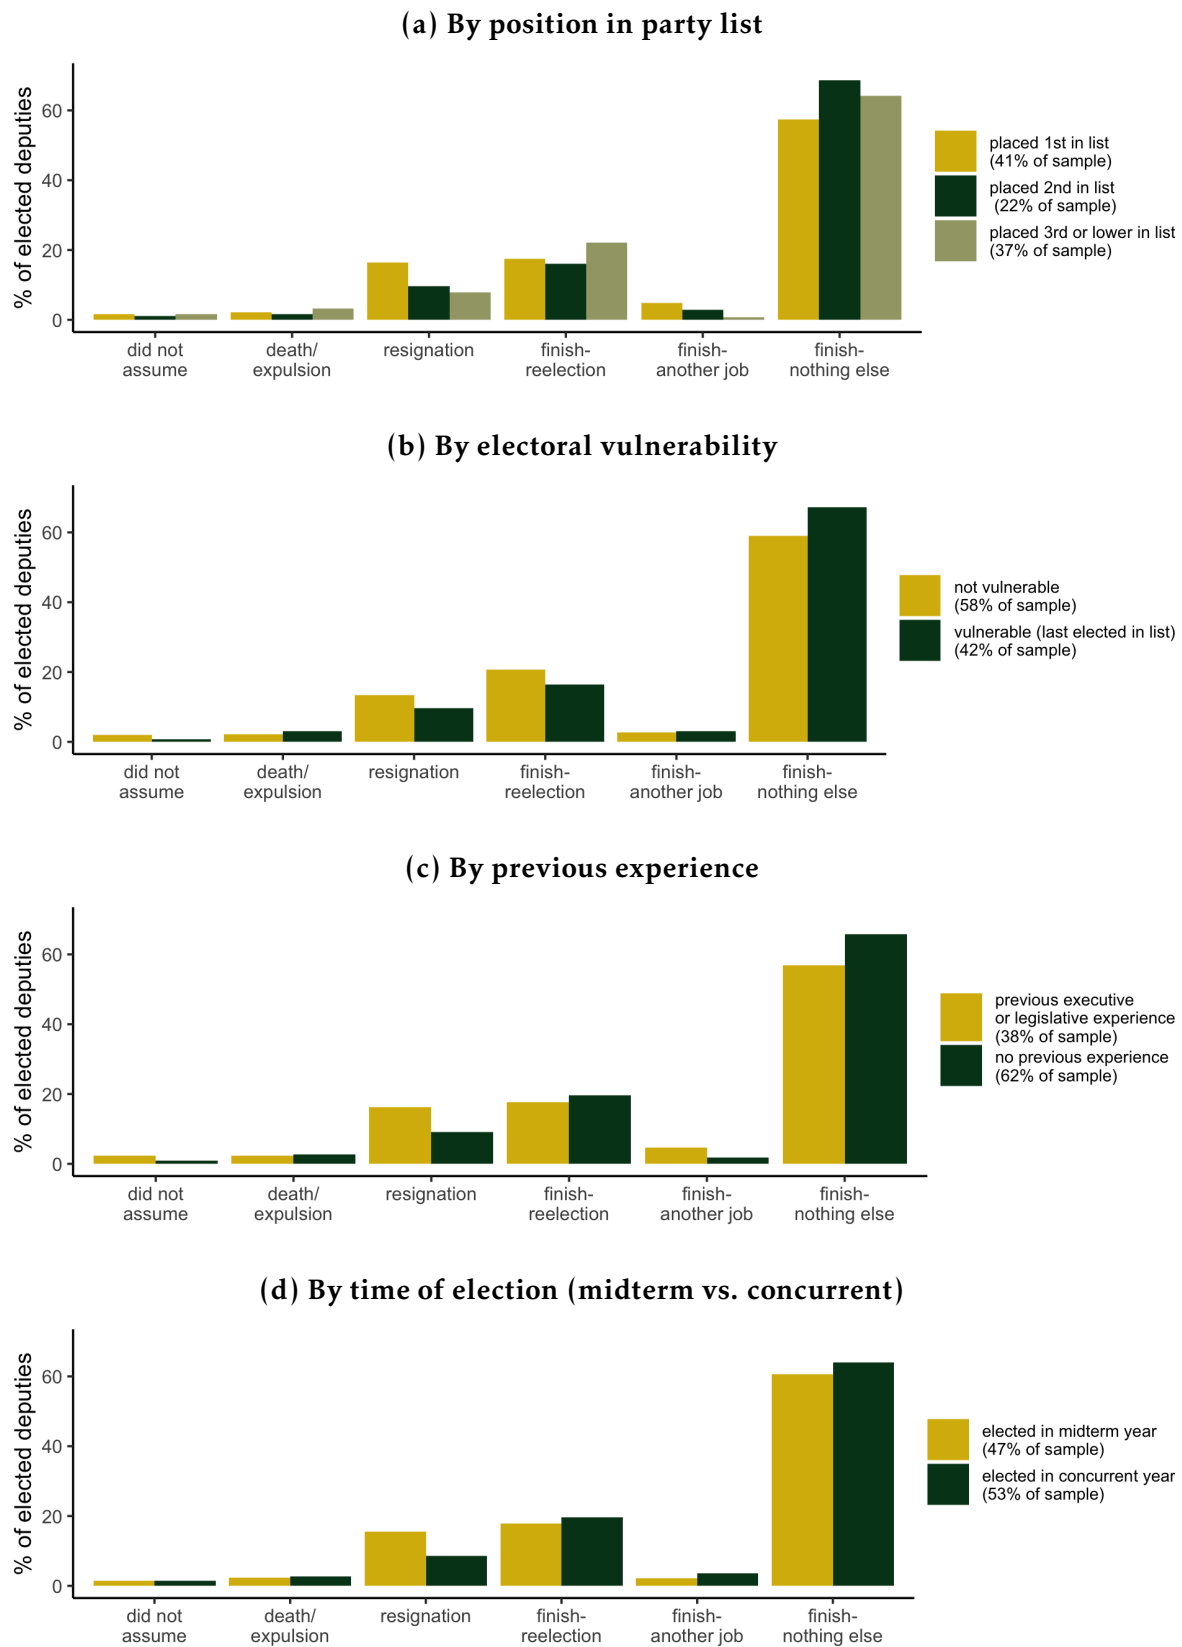 (a) By position in party list
% of elected deputies
60
40
20
0
did not
assume
death/
expulsion
resignation
finish-
reelection
finish-
another job
finish-
nothing else
placed 1st in list
(41% of sample)
placed 2nd in list
(22% of sample)
placed 3rd or lower in list
(37% of sample)
(b) By electoral vulnerability
% of elected deputies
60
40
20
0
did not
assume
death/
expulsion
resignation
finish-
reelection
finish-
another job
finish-
nothing else
not vulnerable
(58% of sample)
vulnerable (last elected in list)
(42% of sample)
(c) By previous experience
% of elected deputies
60
40
20
0
did not
assume
death/
expulsion
resignation
finish-
reelection
finish-
another job
finish-
nothing else
previous executive
or legislative experience
(38% of sample)
no previous experience
(62% of sample)
(d) By time of election (midterm vs. concurrent)
% of elected deputies
60
40
20
0
did not
assume
death/
expulsion
resignation
finish-
reelection
finish-
another job
finish-
nothing else
elected in midterm year
(47% of sample)
elected in concurrent year
(53% of sample)